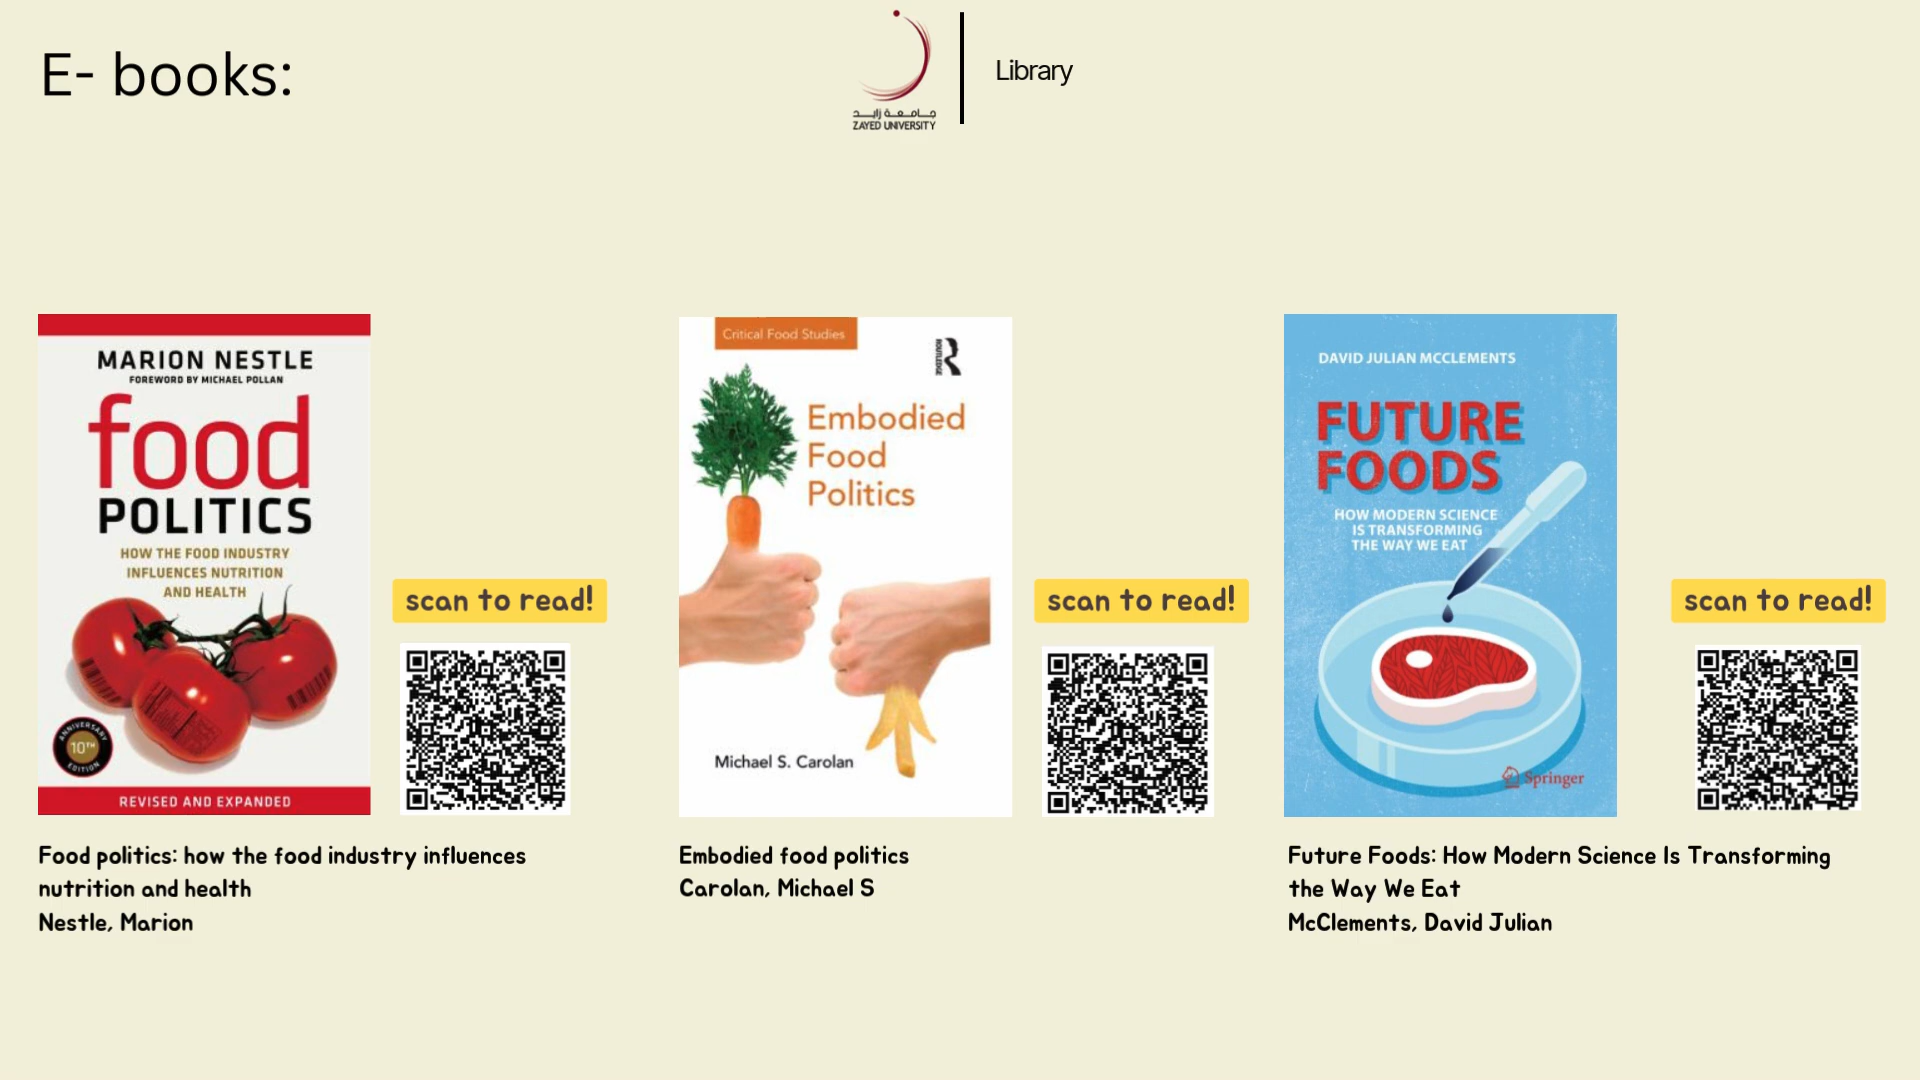 E- books:
جامعة زايد
ZAYED UNIVERSITY
Library
MARION NESTLE
FOREWORD BY MICHAEL POLLAN
food
POLITICS
HOW THE FOOD INDUSTRY
INFLUENCES NUTRITION
AND HEALTH
ANNIVERSARY
10TH
EDITION
REVISED AND EXPANDED
scan to read!
Food politics: how the food industry influences
nutrition and health
Nestle, Marion
Critical Food Studies
ROUTLEDGE
Embodied
Food
Politics
Michael S. Carolan
scan to read!
Embodied food politics
Carolan, Michael S
DAVID JULIAN MCCLEMENTS
FUTURE
FOODS
HOW MODERN SCIENCE
IS TRANSFORMING
THE WAY WE EAT
Springer
scan to read!
Future Foods: How Modern Science Is Transforming
the Way We Eat
McClements, David Julian